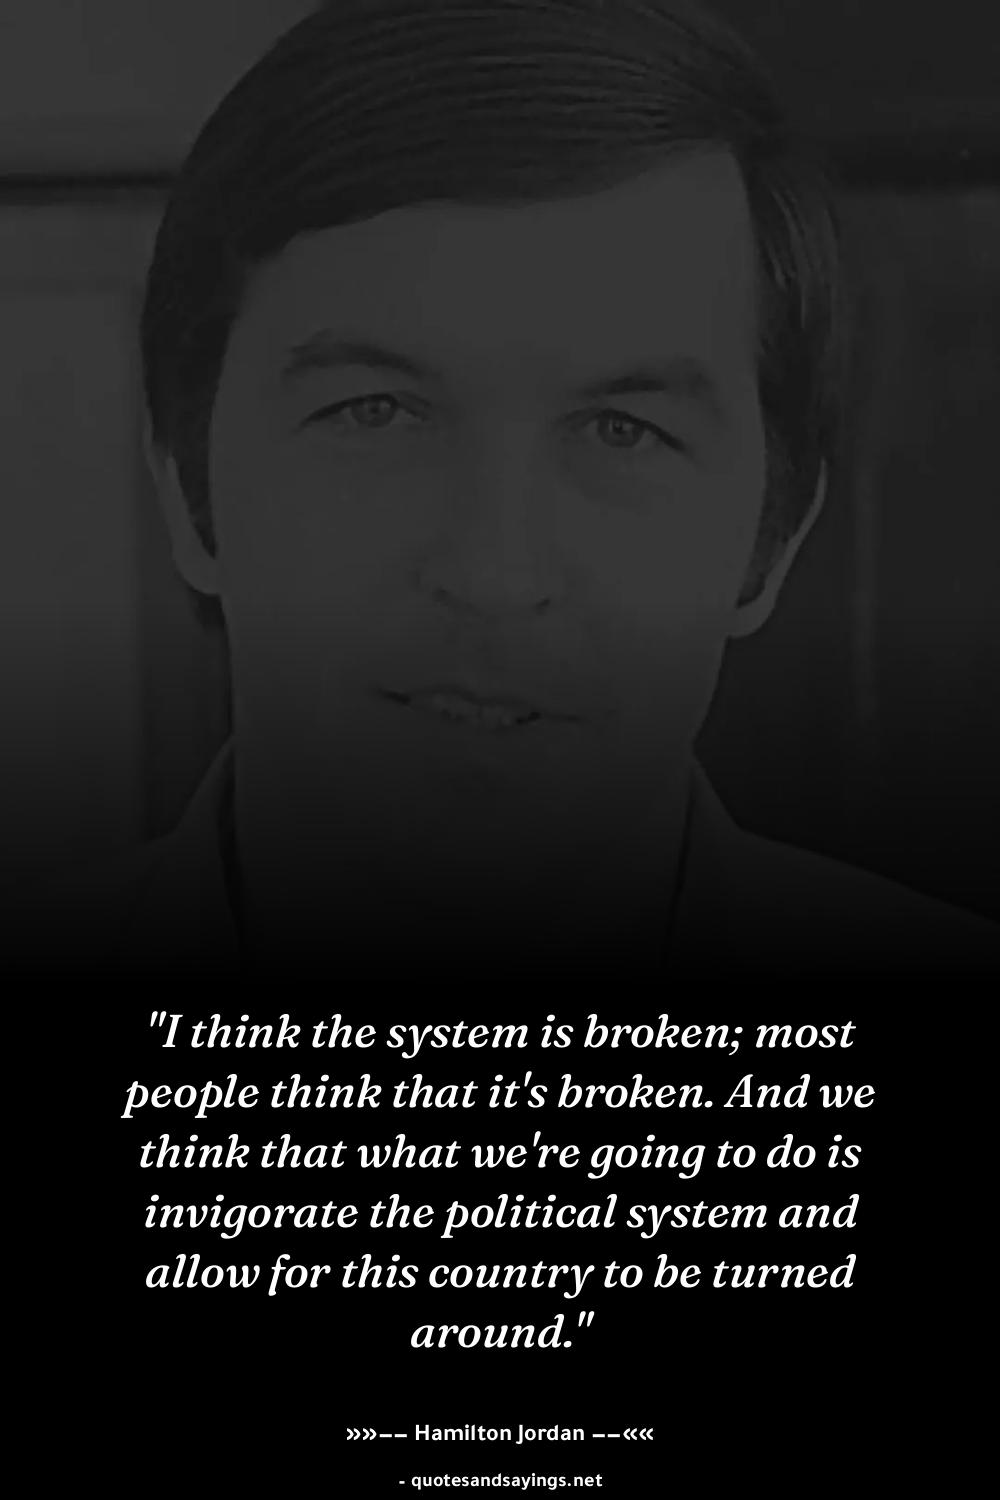 "I think the system is broken; most
people think that it's broken. And we
think that what we're going to do is
invigorate the political system and
allow for this country to be turned
around."
»»−− Hamilton Jordan −−««
- quotesandsayings.net